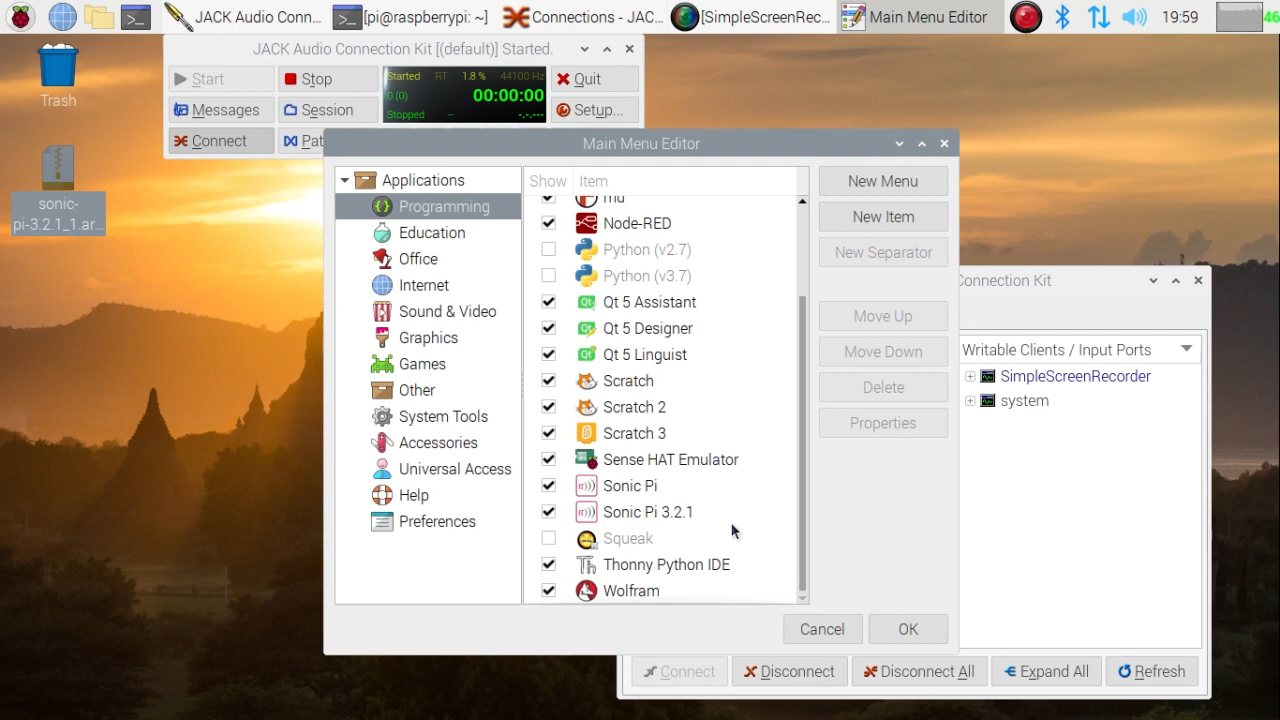 JACK Audio Conn...
[pi@raspberrypi: ~]
Connections - JAC...
[SimpleScreenRec...
Main Menu Editor
19:59
46
Trash
sonic-
pi-3.2.1_1.ar...
JACK Audio Connection Kit [(default)] Started.
Start
Stop
Started RT 1.8 % 44100 Hz
0 (0) 00:00:00
Stopped -- -.-.---
Quit
Messages
Session
Setup...
Connect
Pat
Main Menu Editor
Applications
Programming
Education
Office
Internet
Sound & Video
Graphics
Games
Other
System Tools
Accessories
Universal Access
Help
Preferences
Show Item
mu
Node-RED
Python (v2.7)
Python (v3.7)
Qt 5 Assistant
Qt 5 Designer
Qt 5 Linguist
Scratch
Scratch 2
Scratch 3
Sense HAT Emulator
Sonic Pi
Sonic Pi 3.2.1
Squeak
Thonny Python IDE
Wolfram
New Menu
New Item
New Separator
Move Up
Move Down
Delete
Properties
Cancel
OK
Connection Kit
Writable Clients / Input Ports
SimpleScreenRecorder
system
Connect
Disconnect
Disconnect All
Expand All
Refresh